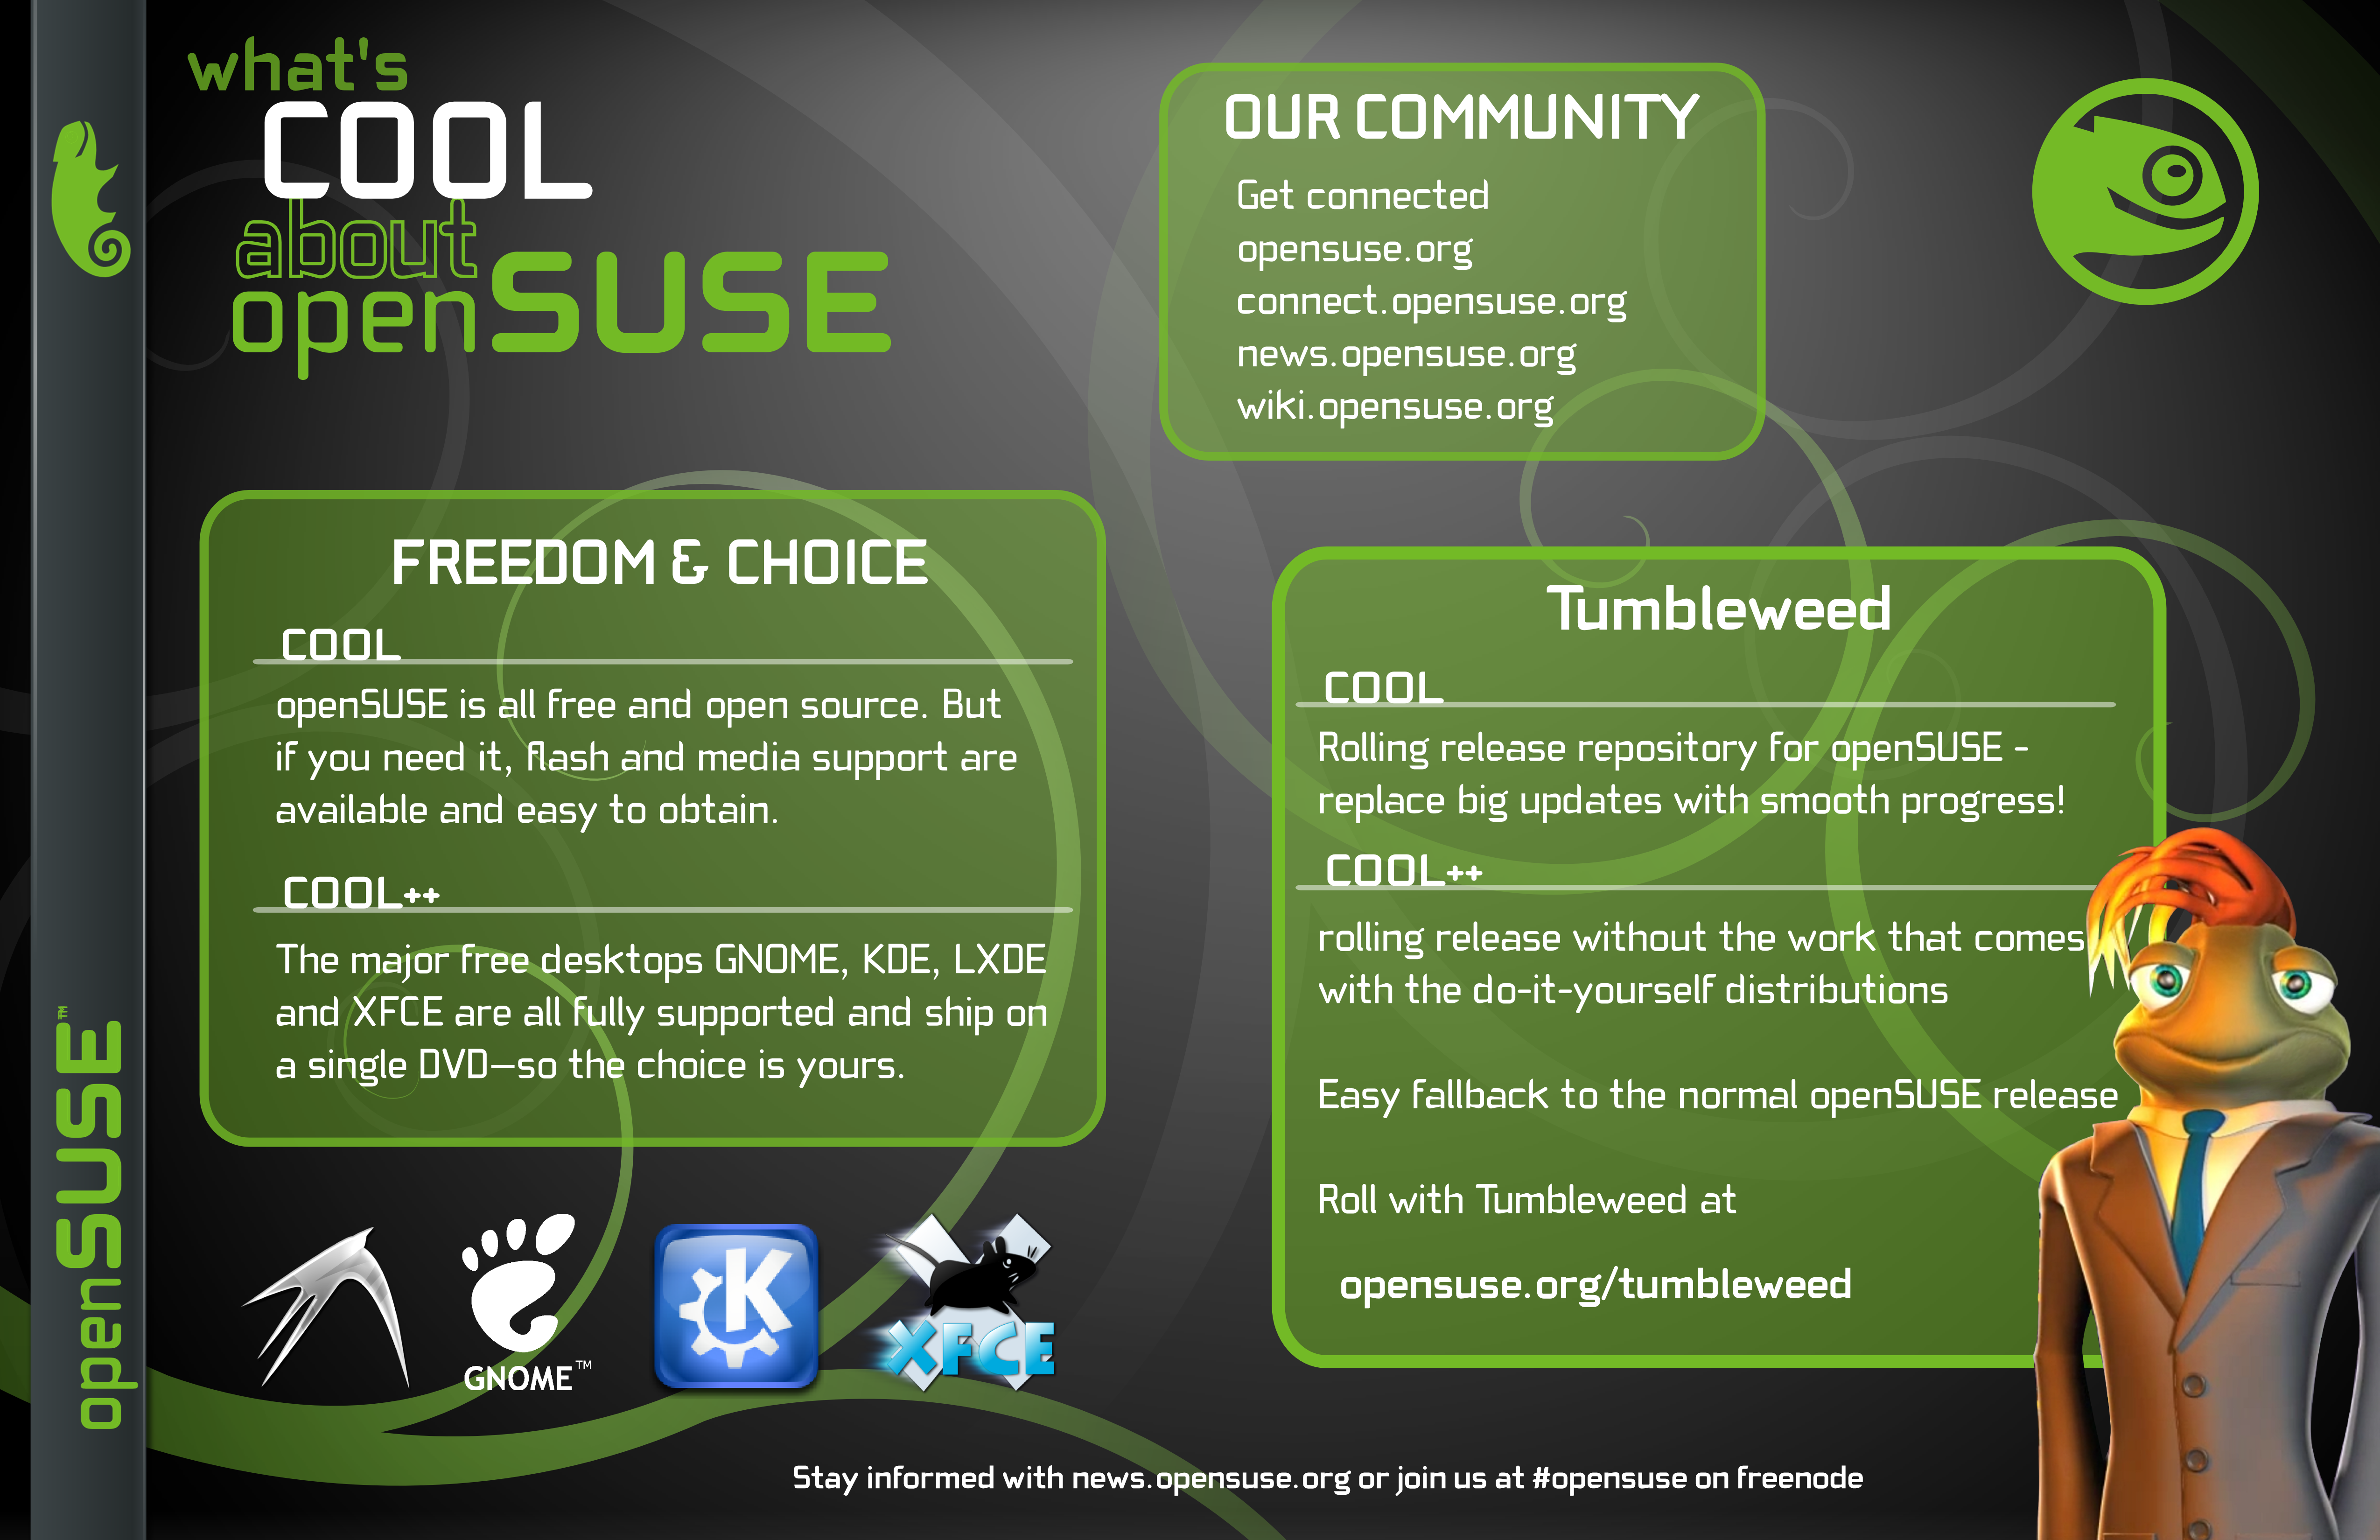 what's
COOL
about
openSUSE
OUR COMMUNITY
Get connected
opensuse.org
connect.opensuse.org
news.opensuse.org
wiki.opensuse.org
FREEDOM & CHOICE
COOL
openSUSE is all free and open source. But
if you need it, flash and media support are
available and easy to obtain.
COOL++
The major free desktops GNOME, KDE, LXDE
and XFCE are all fully supported and ship on
a single DVD—so the choice is yours.
Tumbleweed
COOL
Rolling release repository for openSUSE -
replace big updates with smooth progress!
COOL++
rolling release without the work that comes
with the do-it-yourself distributions
Easy fallback to the normal openSUSE release
Roll with Tumbleweed at
opensuse.org/tumbleweed
openSUSE™
GNOME™
K
XFCE
Stay informed with news.opensuse.org or join us at #opensuse on freenode